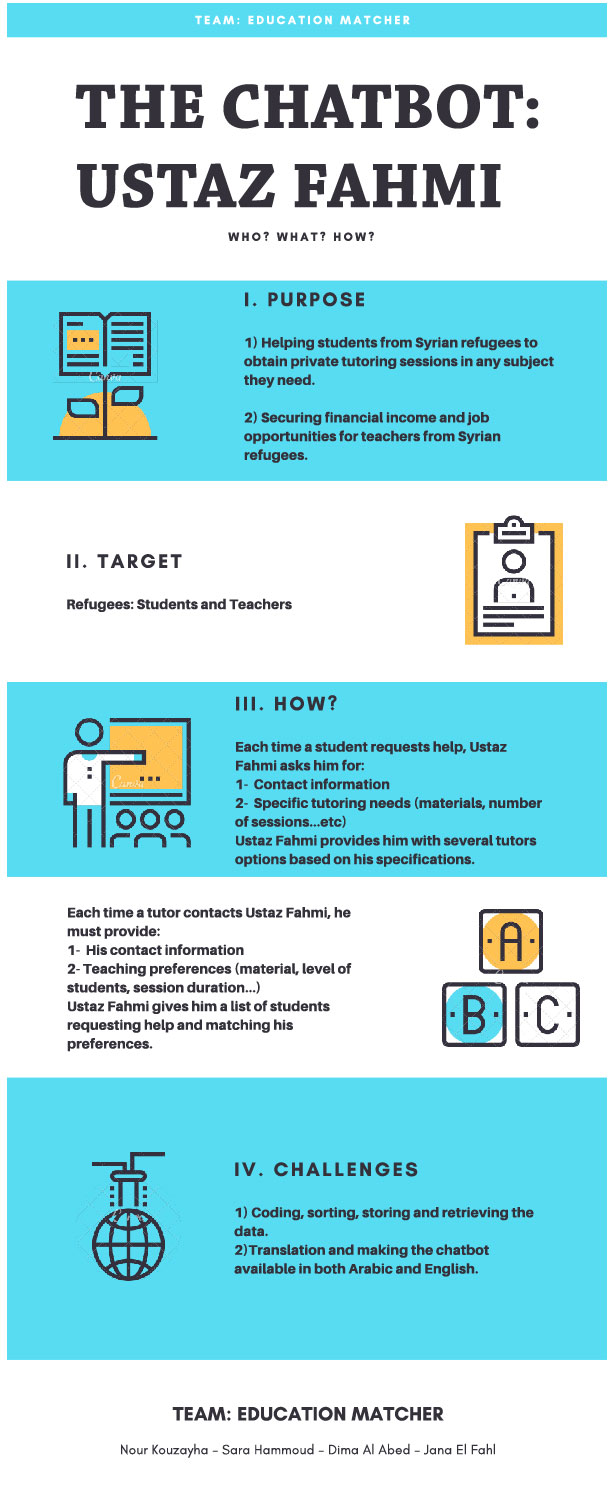 TEAM: EDUCATION MATCHER
THE CHATBOT:
USTAZ FAHMI
WHO? WHAT? HOW?
I. PURPOSE
1) Helping students from Syrian refugees to
obtain private tutoring sessions in any subject
they need.
2) Securing financial income and job
opportunities for teachers from Syrian
refugees.
Canva
II. TARGET
Refugees: Students and Teachers
III. HOW?
Each time a student requests help, Ustaz
Fahmi asks him for:
1- Contact information
2- Specific tutoring needs (materials, number
of sessions...etc)
Ustaz Fahmi provides him with several tutors
options based on his specifications.
Canva
Each time a tutor contacts Ustaz Fahmi, he
must provide:
1- His contact information
2- Teaching preferences (material, level of
students, session duration...)
Ustaz Fahmi gives him a list of students
requesting help and matching his
preferences.
A
B C
IV. CHALLENGES
1) Coding, sorting, storing and retrieving the
data.
2)Translation and making the chatbot
available in both Arabic and English.
TEAM: EDUCATION MATCHER
Nour Kouzayha - Sara Hammoud - Dima Al Abed - Jana El Fahl